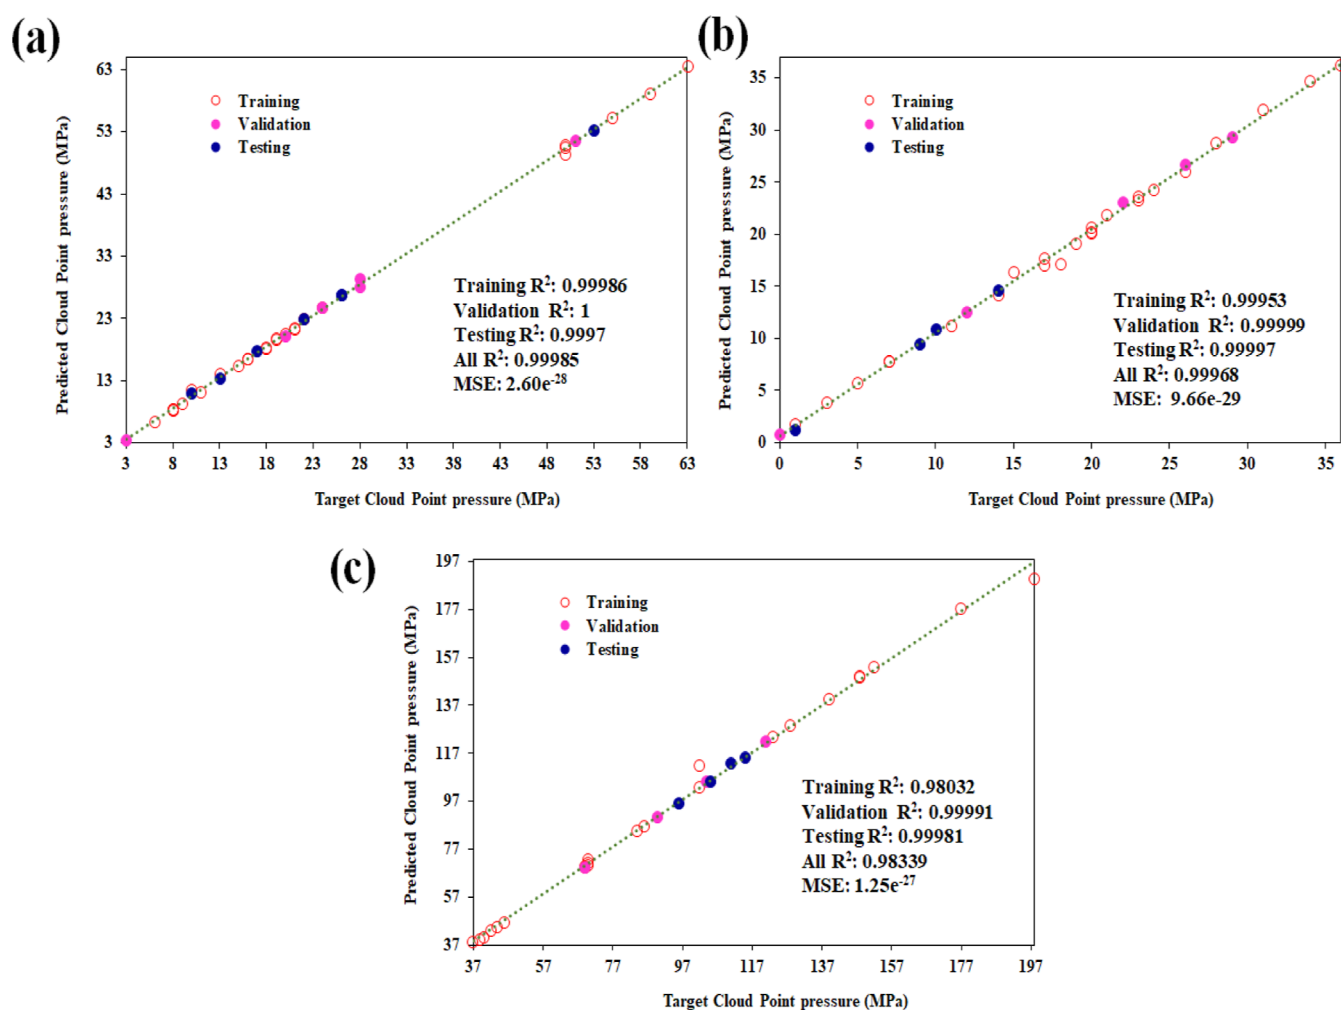 (a)
63
53
43
33
23
13
3
Predicted Cloud Point pressure (MPa)
Training
Validation
Testing
Training R²: 0.99986
Validation R²: 1
Testing R²: 0.9997
All R²: 0.99985
MSE: 2.60e⁻²⁸
3 8 13 18 23 28 33 38 43 48 53 58 63
Target Cloud Point pressure (MPa)
(b)
35
30
25
20
15
10
5
0
Predicted Cloud Point pressure (MPa)
Training
Validation
Testing
Training R²: 0.99953
Validation R²: 0.99999
Testing R²: 0.99997
All R²: 0.99968
MSE: 9.66e-29
0 5 10 15 20 25 30 35
Target Cloud Point pressure (MPa)
(c)
197
177
157
137
117
97
77
57
37
Predicted Cloud Point pressure (MPa)
Training
Validation
Testing
Training R²: 0.98032
Validation R²: 0.99991
Testing R²: 0.99981
All R²: 0.98339
MSE: 1.25e⁻²⁷
37 57 77 97 117 137 157 177 197
Target Cloud Point pressure (MPa)